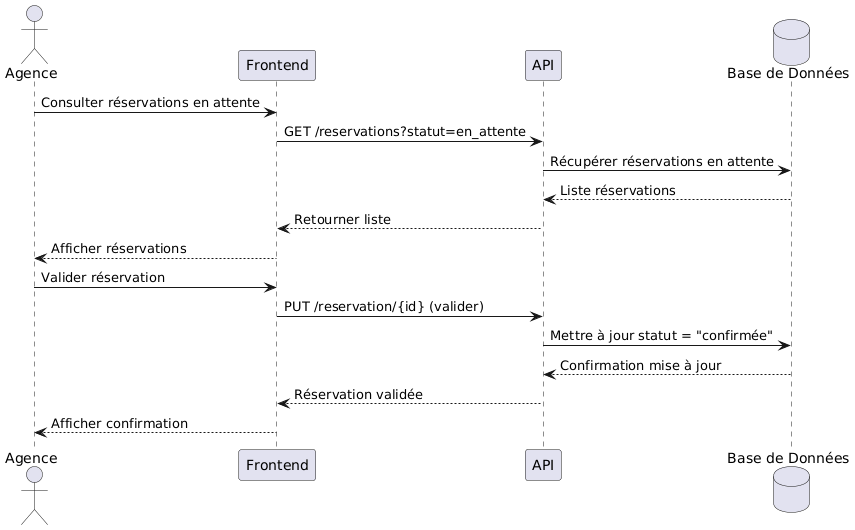 Agence
Frontend
API
Base de Données
Consulter réservations en attente
GET /reservations?statut=en_attente
Récupérer réservations en attente
Liste réservations
Retourner liste
Afficher réservations
Valider réservation
PUT /reservation/{id} (valider)
Mettre à jour statut = "confirmée"
Confirmation mise à jour
Réservation validée
Afficher confirmation
Agence
Frontend
API
Base de Données